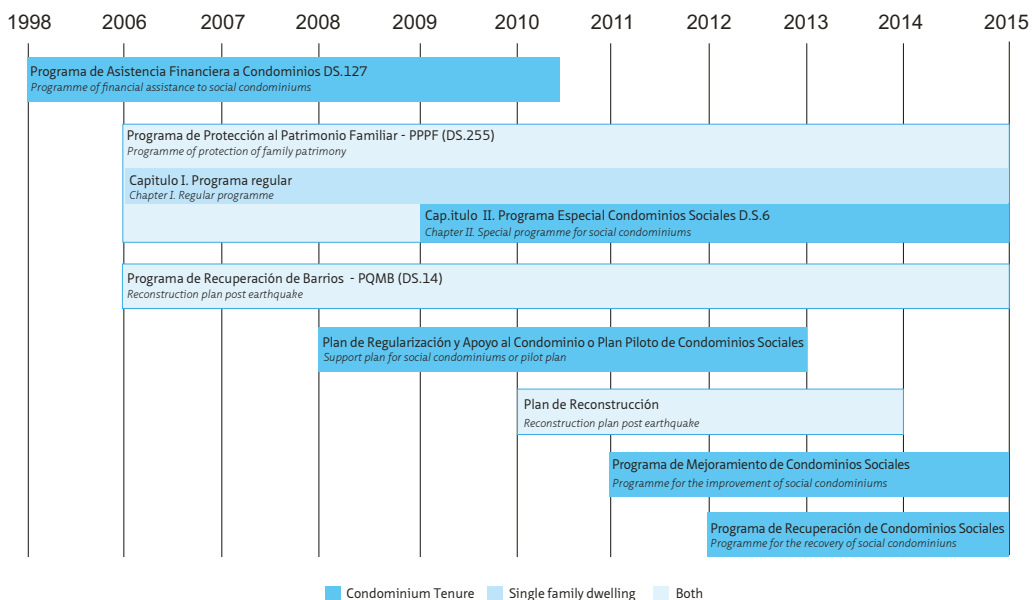 1998 2006 2007 2008 2009 2010 2011 2012 2013 2014 2015
Programa de Asistencia Financiera a Condominios DS.127
Programme of financial assistance to social condominiums
Programa de Protección al Patrimonio Familiar - PPPF (DS.255)
Programme of protection of family patrimony
Capitulo I. Programa regular
Chapter I. Regular programme
Cap.itulo II. Programa Especial Condominios Sociales D.S.6
Chapter II. Special programme for social condominiums
Programa de Recuperación de Barrios - PQMB (DS.14)
Reconstruction plan post earthquake
Plan de Regularización y Apoyo al Condominio o Plan Piloto de Condominios Sociales
Support plan for social condominiums or pilot plan
Plan de Reconstrucción
Reconstruction plan post earthquake
Programa de Mejoramiento de Condominios Sociales
Programme for the improvement of social condominiums
Programa de Recuperación de Condominios Sociales
Programme for the recovery of social condominiuns
Condominium Tenure Single family dwelling Both